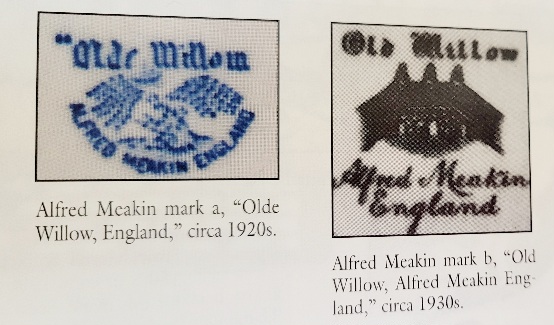 "Olde Willow
ALFRED MEAKIN ENGLAND
Alfred Meakin mark a, "Olde
Willow, England," circa 1920s.
Old Willow
Alfred Meakin
England
Alfred Meakin mark b, "Old
Willow, Alfred Meakin Eng-
land," circa 1930s.